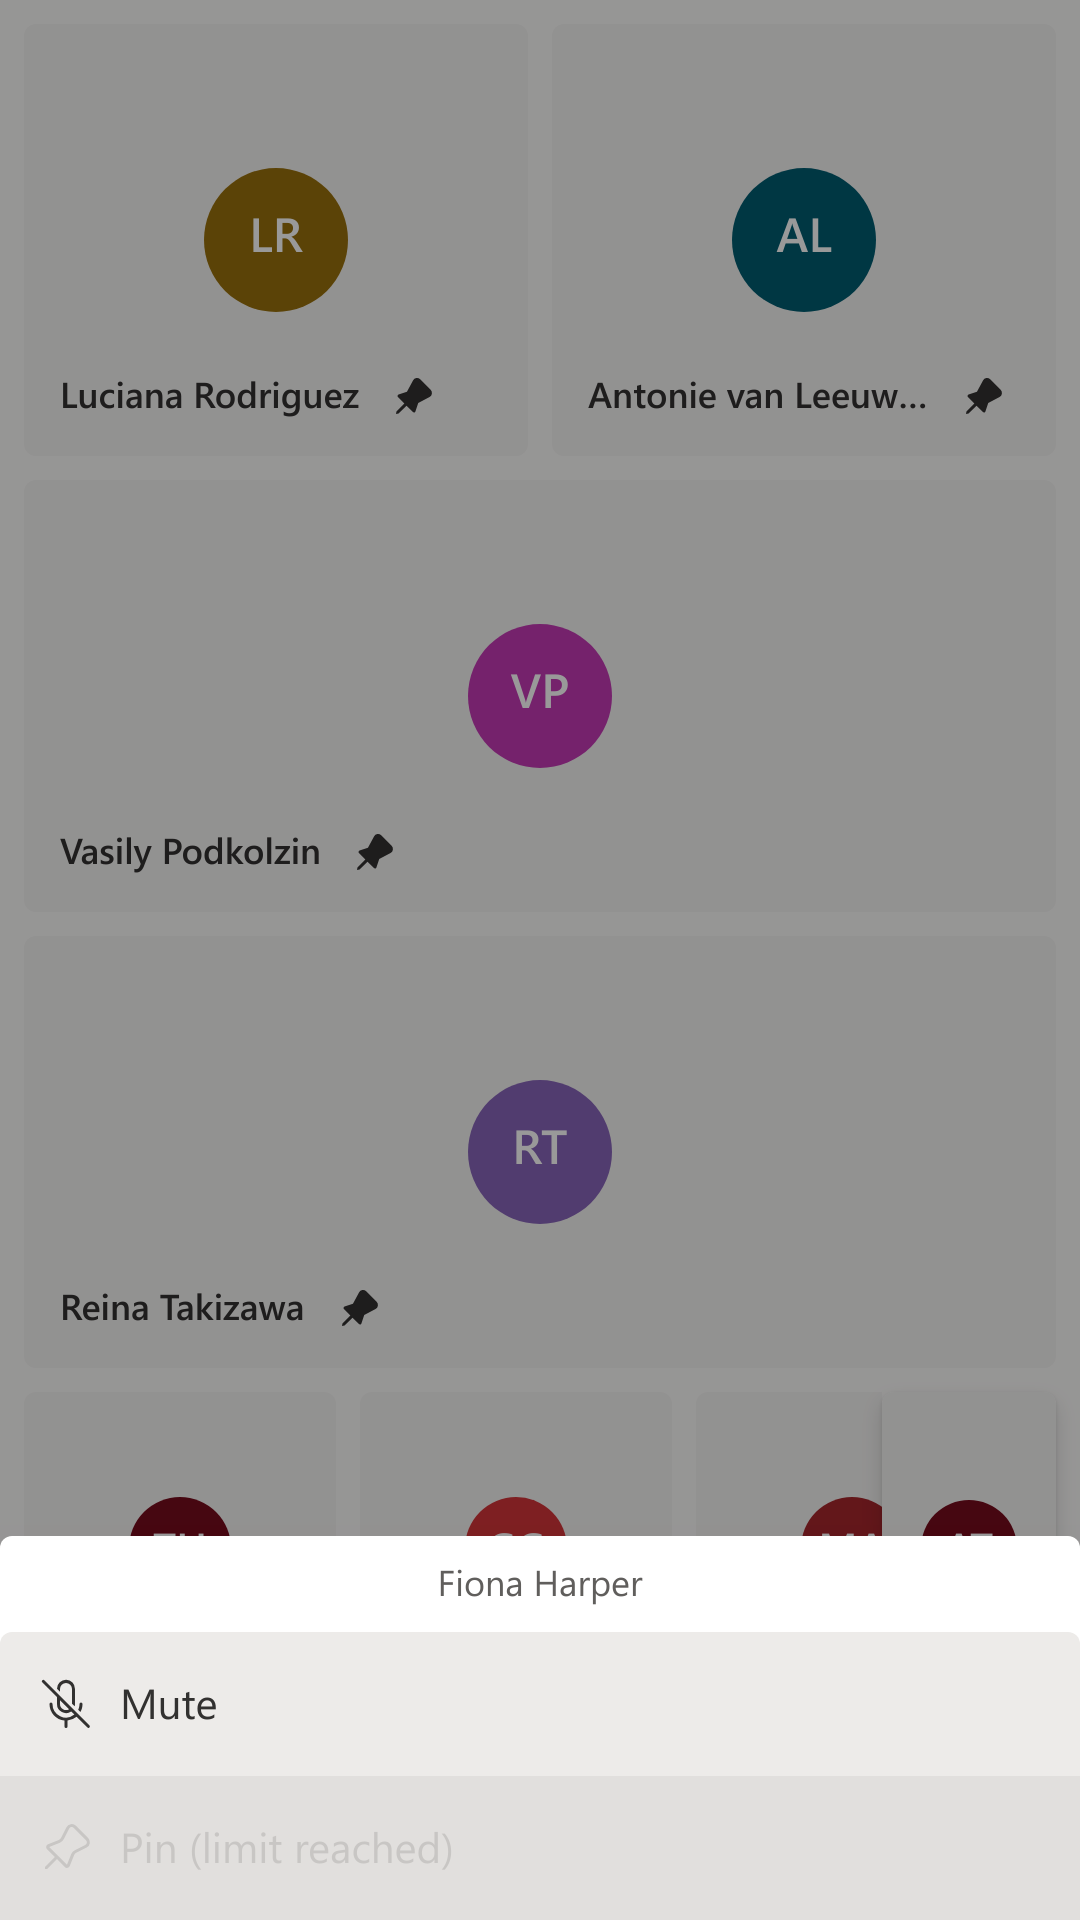 LR
AL
Luciana Rodriguez
Antonie van Leeuw...
VP
Vasily Podkolzin
RT
Reina Takizawa
Fiona Harper
Mute
Pin (limit reached)